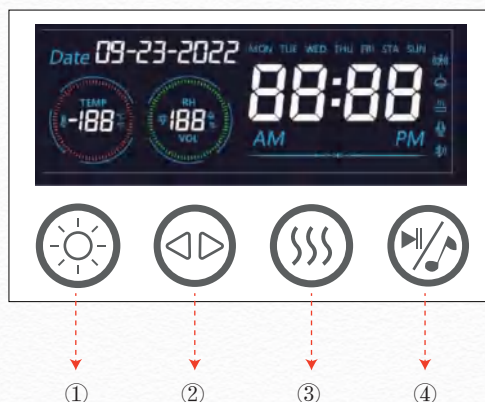 Date 09-23-2022
MON TUE WED THU FRI STA SUN
88:88
TEMP
-188
RH
188
VOL
AM PM
① ② ③ ④